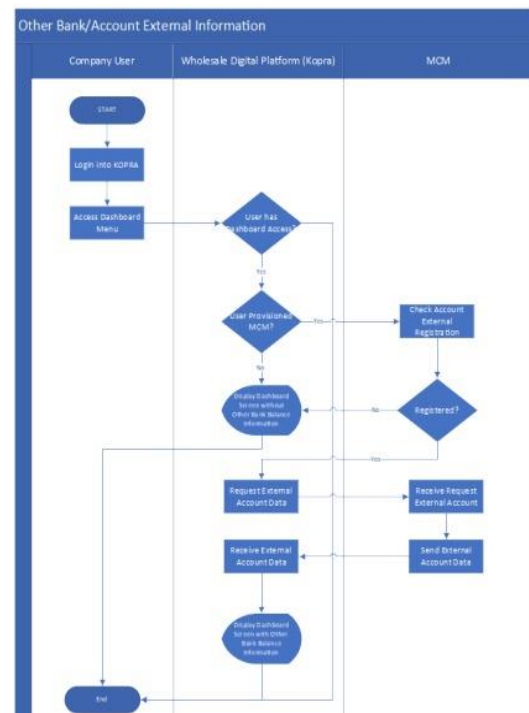 Other Bank/Account External Information
Company User
Wholesale Digital Platform (Kopra)
MCM
START
Login into KOPRA
Access Dashboard
Menu
User has
Dashboard Access?
Yes
User Provisioned
MCM?
Yes
Check Account
External
Registration
No
Display Dashboard
Screen without
Other Bank Balance
Information
No
Registered?
Yes
Request External
Account Data
Receive Request
External Account
Receive External
Account Data
Send External
Account Data
Display Dashboard
Screen with Other
Bank Balance
Information
End